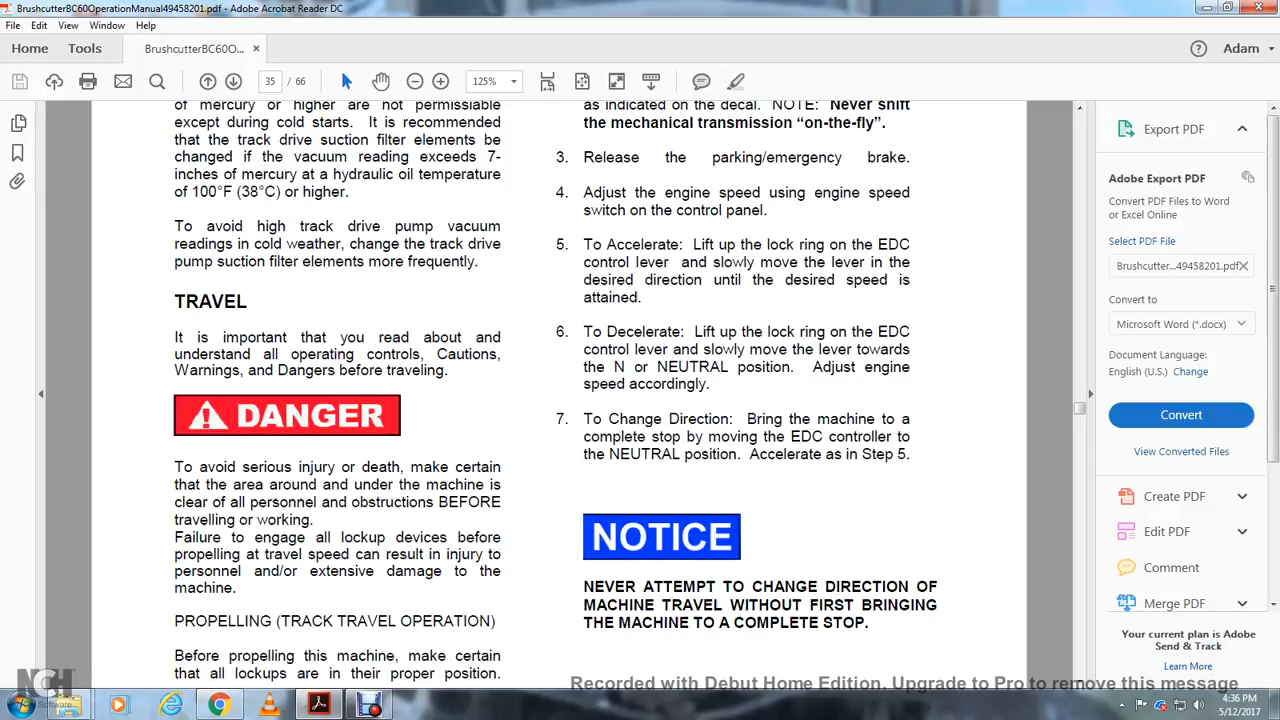 BrushcutterBC60OperationManual49458201.pdf - Adobe Acrobat Reader DC
File Edit View Window Help
Home Tools BrushcutterBC60O... × Adam
35 / 66 125%
of mercury or higher are not permissiable
except during cold starts. It is recommended
that the track drive suction filter elements be
changed if the vacuum reading exceeds 7-
inches of mercury at a hydraulic oil temperature
of 100°F (38°C) or higher.
To avoid high track drive pump vacuum
readings in cold weather, change the track drive
pump suction filter elements more frequently.
TRAVEL
It is important that you read about and
understand all operating controls, Cautions,
Warnings, and Dangers before traveling.
DANGER
To avoid serious injury or death, make certain
that the area around and under the machine is
clear of all personnel and obstructions BEFORE
travelling or working.
Failure to engage all lockup devices before
propelling at travel speed can result in injury to
personnel and/or extensive damage to the
machine.
PROPELLING (TRACK TRAVEL OPERATION)
Before propelling this machine, make certain
that all lockups are in their proper position.
as indicated on the decal. NOTE: Never shift
the mechanical transmission “on-the-fly”.
3. Release the parking/emergency brake.
4. Adjust the engine speed using engine speed
switch on the control panel.
5. To Accelerate: Lift up the lock ring on the EDC
control lever and slowly move the lever in the
desired direction until the desired speed is
attained.
6. To Decelerate: Lift up the lock ring on the EDC
control lever and slowly move the lever towards
the N or NEUTRAL position. Adjust engine
speed accordingly.
7. To Change Direction: Bring the machine to a
complete stop by moving the EDC controller to
the NEUTRAL position. Accelerate as in Step 5.
NOTICE
NEVER ATTEMPT TO CHANGE DIRECTION OF
MACHINE TRAVEL WITHOUT FIRST BRINGING
THE MACHINE TO A COMPLETE STOP.
Export PDF
Adobe Export PDF
Convert PDF Files to Word
or Excel Online
Select PDF File
Brushcutter...49458201.pdf ×
Convert to
Microsoft Word (*.docx)
Document Language:
English (U.S.) Change
Convert
View Converted Files
Create PDF
Edit PDF
Comment
Merge PDF
Your current plan is Adobe
Send & Track
Learn More
NCH
Software
Recorded with Debut Home Edition. Upgrade to Pro to remove this message
4:36 PM
5/12/2017